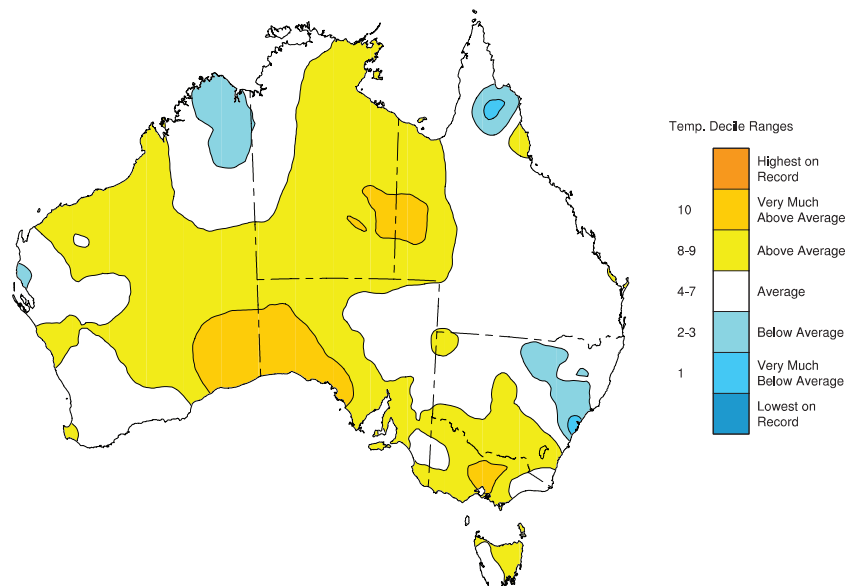 Temp. Decile Ranges
Highest on
Record
10
Very Much
Above Average
8-9
Above Average
4-7
Average
2-3
Below Average
1
Very Much
Below Average
Lowest on
Record